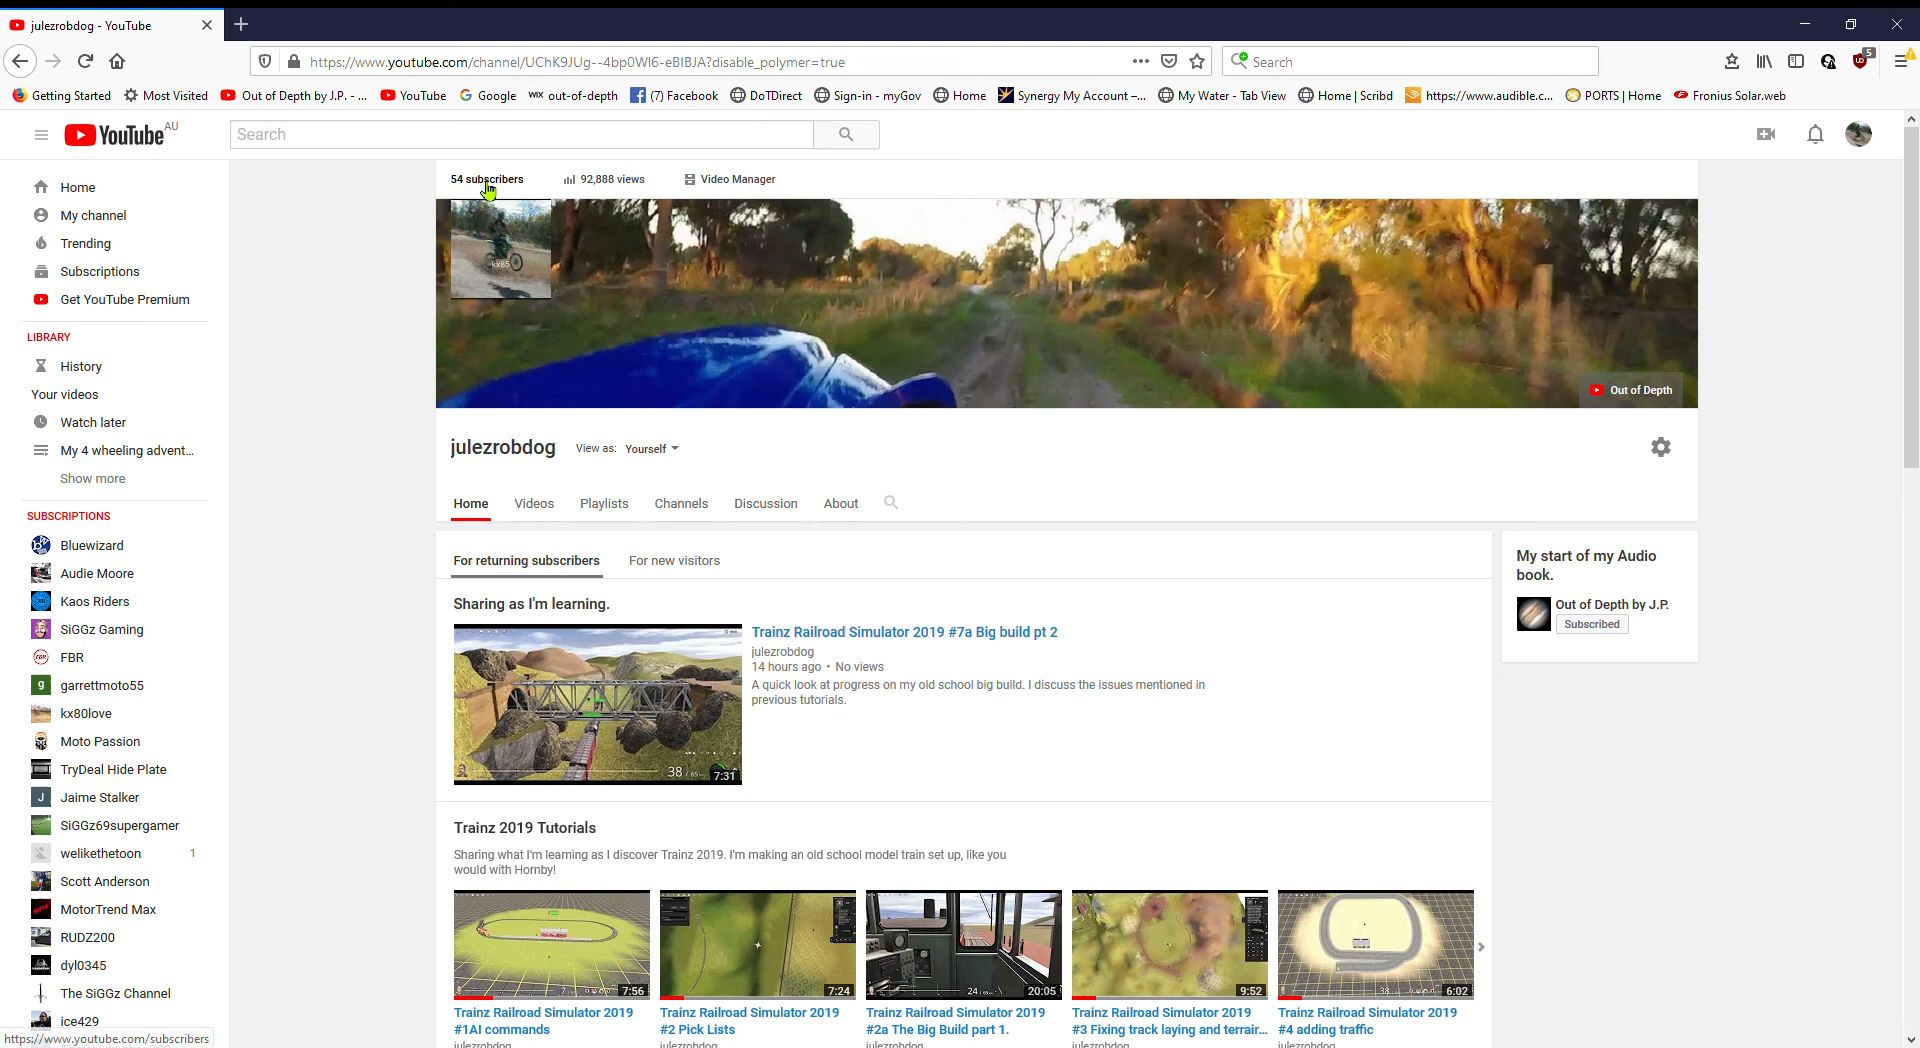 julezrobdog - YouTube
https://www.youtube.com/channel/UChK9JUg--4bp0Wl6-eBIBJA?disable_polymer=true
Search
5
Getting Started
Most Visited
Out of Depth by J.P. - ...
YouTube
Google
WIX out-of-depth
(7) Facebook
DoTDirect
Sign-in - myGov
Home
Synergy My Account –...
My Water - Tab View
Home | Scribd
https://www.audible.c...
PORTS | Home
Fronius Solar.web
YouTube AU
Search
54 subscribers
92,888 views
Video Manager
kx85
Out of Depth
julezrobdog
View as: Yourself
Home
Videos
Playlists
Channels
Discussion
About
Home
My channel
Trending
Subscriptions
Get YouTube Premium
LIBRARY
History
Your videos
Watch later
My 4 wheeling advent...
Show more
SUBSCRIPTIONS
Bluewizard
Audie Moore
Kaos Riders
SiGGz Gaming
FBR
FBR
g
garrettmoto55
kx80love
Moto Passion
TryDeal Hide Plate
J
Jaime Stalker
SiGGz69supergamer
welikethetoon 1
Scott Anderson
MotorTrend Max
RUDZ200
dyl0345
The SiGGz Channel
ice429
https://www.youtube.com/subscribers
For returning subscribers
For new visitors
Sharing as I'm learning.
38 / 65
7:31
Trainz Railroad Simulator 2019 #7a Big build pt 2
julezrobdog
14 hours ago • No views
A quick look at progress on my old school big build. I discuss the issues mentioned in
previous tutorials.
Trainz 2019 Tutorials
Sharing what I'm learning as I discover Trainz 2019. I'm making an old school model train set up, like you
would with Hornby!
7:56
Trainz Railroad Simulator 2019
#1AI commands
julezrobdog
7:24
Trainz Railroad Simulator 2019
#2 Pick Lists
julezrobdog
20:05
Trainz Railroad Simulator 2019
#2a The Big Build part 1.
julezrobdog
9:52
Trainz Railroad Simulator 2019
#3 Fixing track laying and terrair...
julezrobdog
6:02
Trainz Railroad Simulator 2019
#4 adding traffic
julezrobdog
My start of my Audio
book.
Out of Depth by J.P.
Subscribed